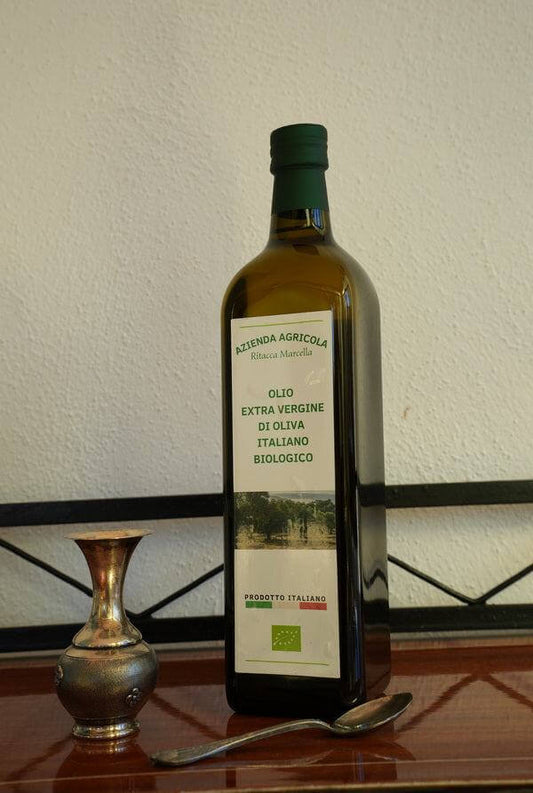 AZIENDA AGRICOLA
Ritacca Marcella
OLIO
EXTRA VERGINE
DI OLIVA
ITALIANO
BIOLOGICO
PRODOTTO ITALIANO